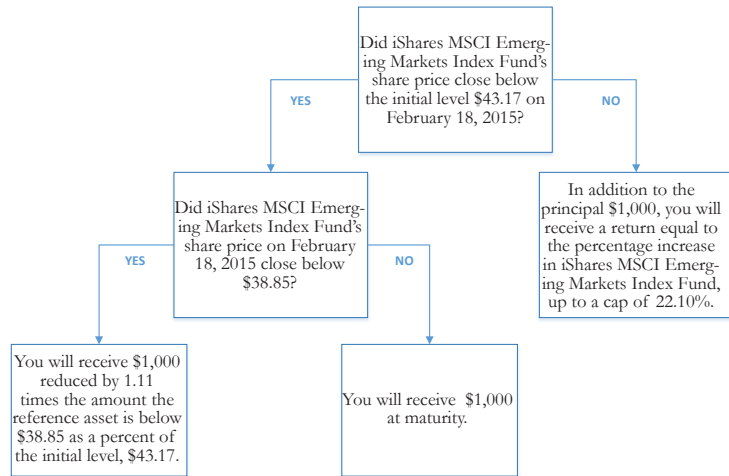 Did iShares MSCI Emerg-
ing Markets Index Fund's
share price close below
the initial level $43.17 on
February 18, 2015?
YES
NO
Did iShares MSCI Emerg-
ing Markets Index Fund's
share price on February
18, 2015 close below
$38.85?
In addition to the
principal $1,000, you will
receive a return equal to
the percentage increase
in iShares MSCI Emerg-
ing Markets Index Fund,
up to a cap of 22.10%.
YES
NO
You will receive $1,000
reduced by 1.11
times the amount the
reference asset is below
$38.85 as a percent of
the initial level, $43.17.
You will receive $1,000
at maturity.